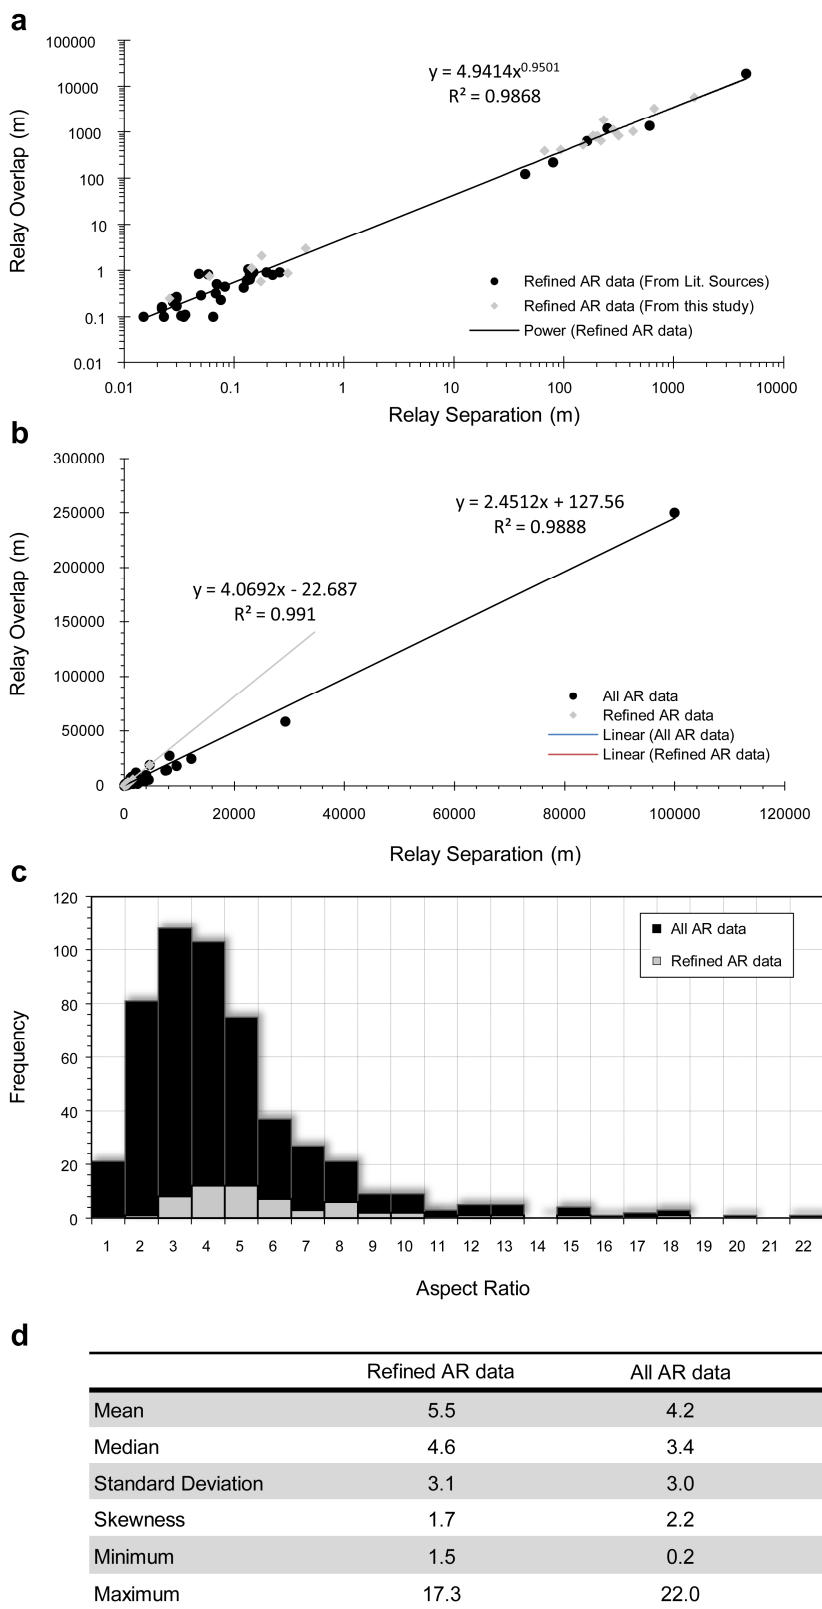 a
100000
10000
1000
100
10
1
0.1
0.01
Relay Overlap (m)
y = 4.9414x^0.9501
R² = 0.9868
Refined AR data (From Lit. Sources)
Refined AR data (From this study)
Power (Refined AR data)
0.01 0.1 1 10 100 1000 10000
Relay Separation (m)
b
300000
250000
200000
150000
100000
50000
0
Relay Overlap (m)
y = 2.4512x + 127.56
R² = 0.9888
y = 4.0692x - 22.687
R² = 0.991
All AR data
Refined AR data
Linear (All AR data)
Linear (Refined AR data)
0 20000 40000 60000 80000 100000 120000
Relay Separation (m)
c
120
100
80
60
40
20
0
Frequency
All AR data
Refined AR data
1 2 3 4 5 6 7 8 9 10 11 12 13 14 15 16 17 18 19 20 21 22
Aspect Ratio
d
Refined AR data All AR data
Mean 5.5 4.2
Median 4.6 3.4
Standard Deviation 3.1 3.0
Skewness 1.7 2.2
Minimum 1.5 0.2
Maximum 17.3 22.0